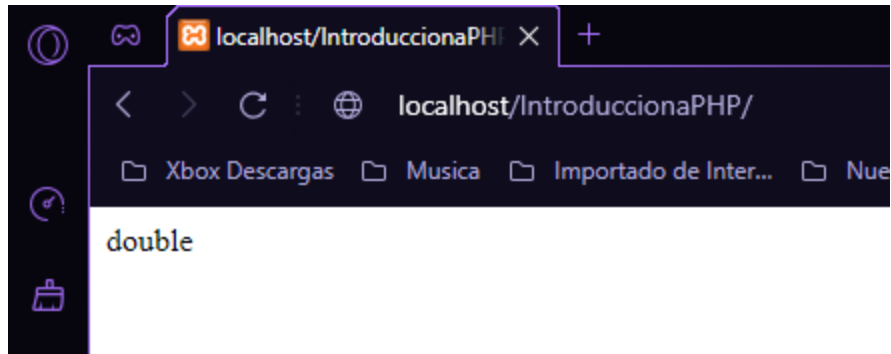 localhost/IntroduccionaPH
localhost/IntroduccionaPHP/
Xbox Descargas Musica Importado de Inter... Nue
double